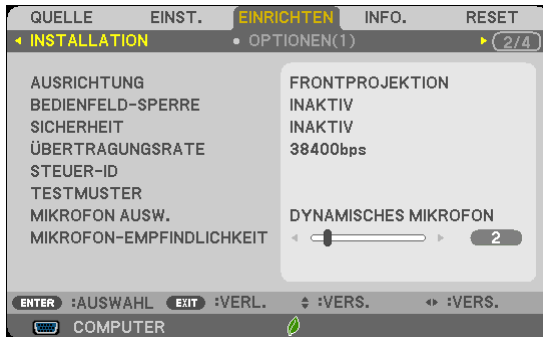 QUELLE EINST. EINRICHTEN INFO. RESET
INSTALLATION • OPTIONEN(1) 2/4
AUSRICHTUNG FRONTPROJEKTION
BEDIENFELD-SPERRE INAKTIV
SICHERHEIT INAKTIV
ÜBERTRAGUNGSRATE 38400bps
STEUER-ID
TESTMUSTER
MIKROFON AUSW. DYNAMISCHES MIKROFON
MIKROFON-EMPFINDLICHKEIT 2
ENTER :AUSWAHL EXIT :VERL. :VERS. :VERS.
COMPUTER